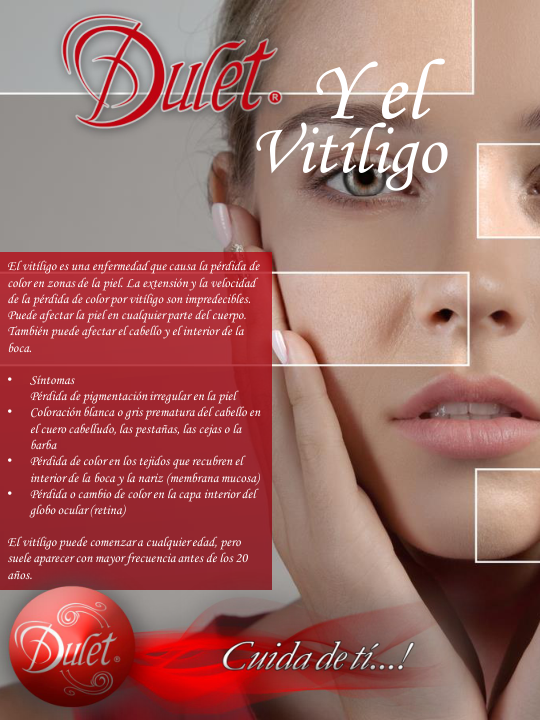 Dulet®
Y el
Vitíligo
El vitíligo es una enfermedad que causa la pérdida de
color en zonas de la piel. La extensión y la velocidad
de la pérdida de color por vitíligo son impredecibles.
Puede afectar la piel en cualquier parte del cuerpo.
También puede afectar el cabello y el interior de la
boca.
• Síntomas
Pérdida de pigmentación irregular en la piel
• Coloración blanca o gris prematura del cabello en
el cuero cabelludo, las pestañas, las cejas o la
barba
• Pérdida de color en los tejidos que recubren el
interior de la boca y la nariz (membrana mucosa)
• Pérdida o cambio de color en la capa interior del
globo ocular (retina)
El vitíligo puede comenzar a cualquier edad, pero
suele aparecer con mayor frecuencia antes de los 20
años.
Dulet®
Cuida de tí...!